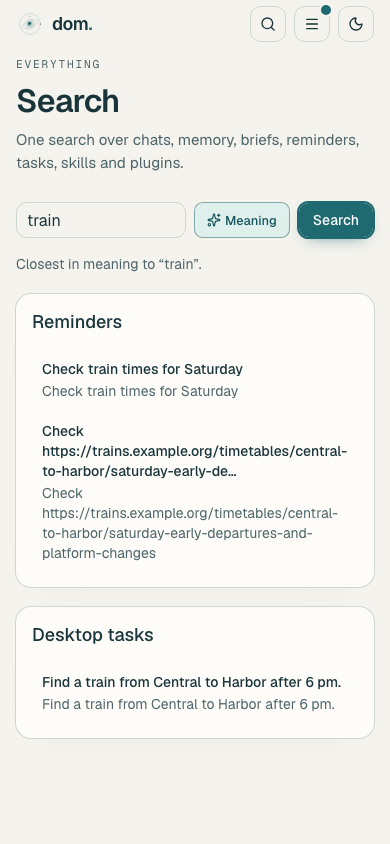 dom.
EVERYTHING
Search
One search over chats, memory, briefs, reminders,
tasks, skills and plugins.
train
Meaning
Search
Closest in meaning to “train”.
Reminders
Check train times for Saturday
Check train times for Saturday
Check
https://trains.example.org/timetables/central-
to-harbor/saturday-early-de…
Check
https://trains.example.org/timetables/central-
to-harbor/saturday-early-departures-and-
platform-changes
Desktop tasks
Find a train from Central to Harbor after 6 pm.
Find a train from Central to Harbor after 6 pm.